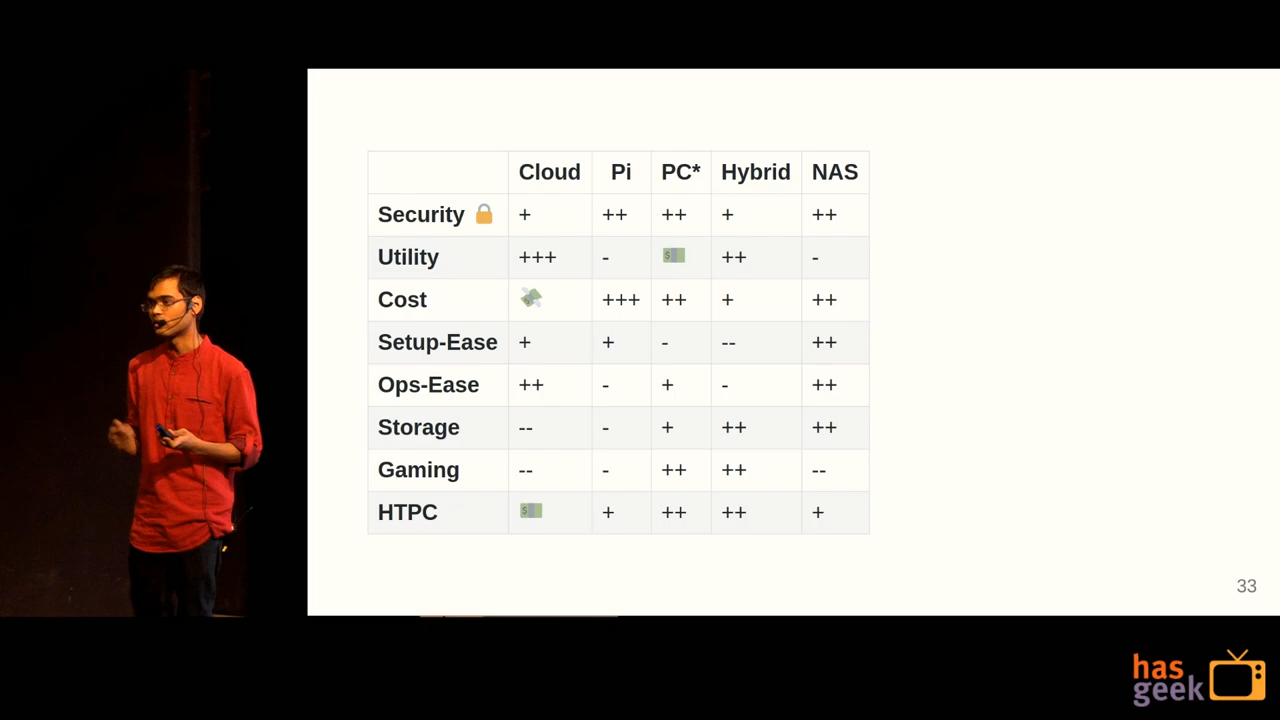 Cloud Pi PC* Hybrid NAS
Security 🔒 + ++ ++ + ++
Utility +++ - 💵 ++ -
Cost 💸 +++ ++ + ++
Setup-Ease + + - -- ++
Ops-Ease ++ - + - ++
Storage -- - + ++ ++
Gaming -- - ++ ++ --
HTPC 💵 + ++ ++ +
33
has
geek